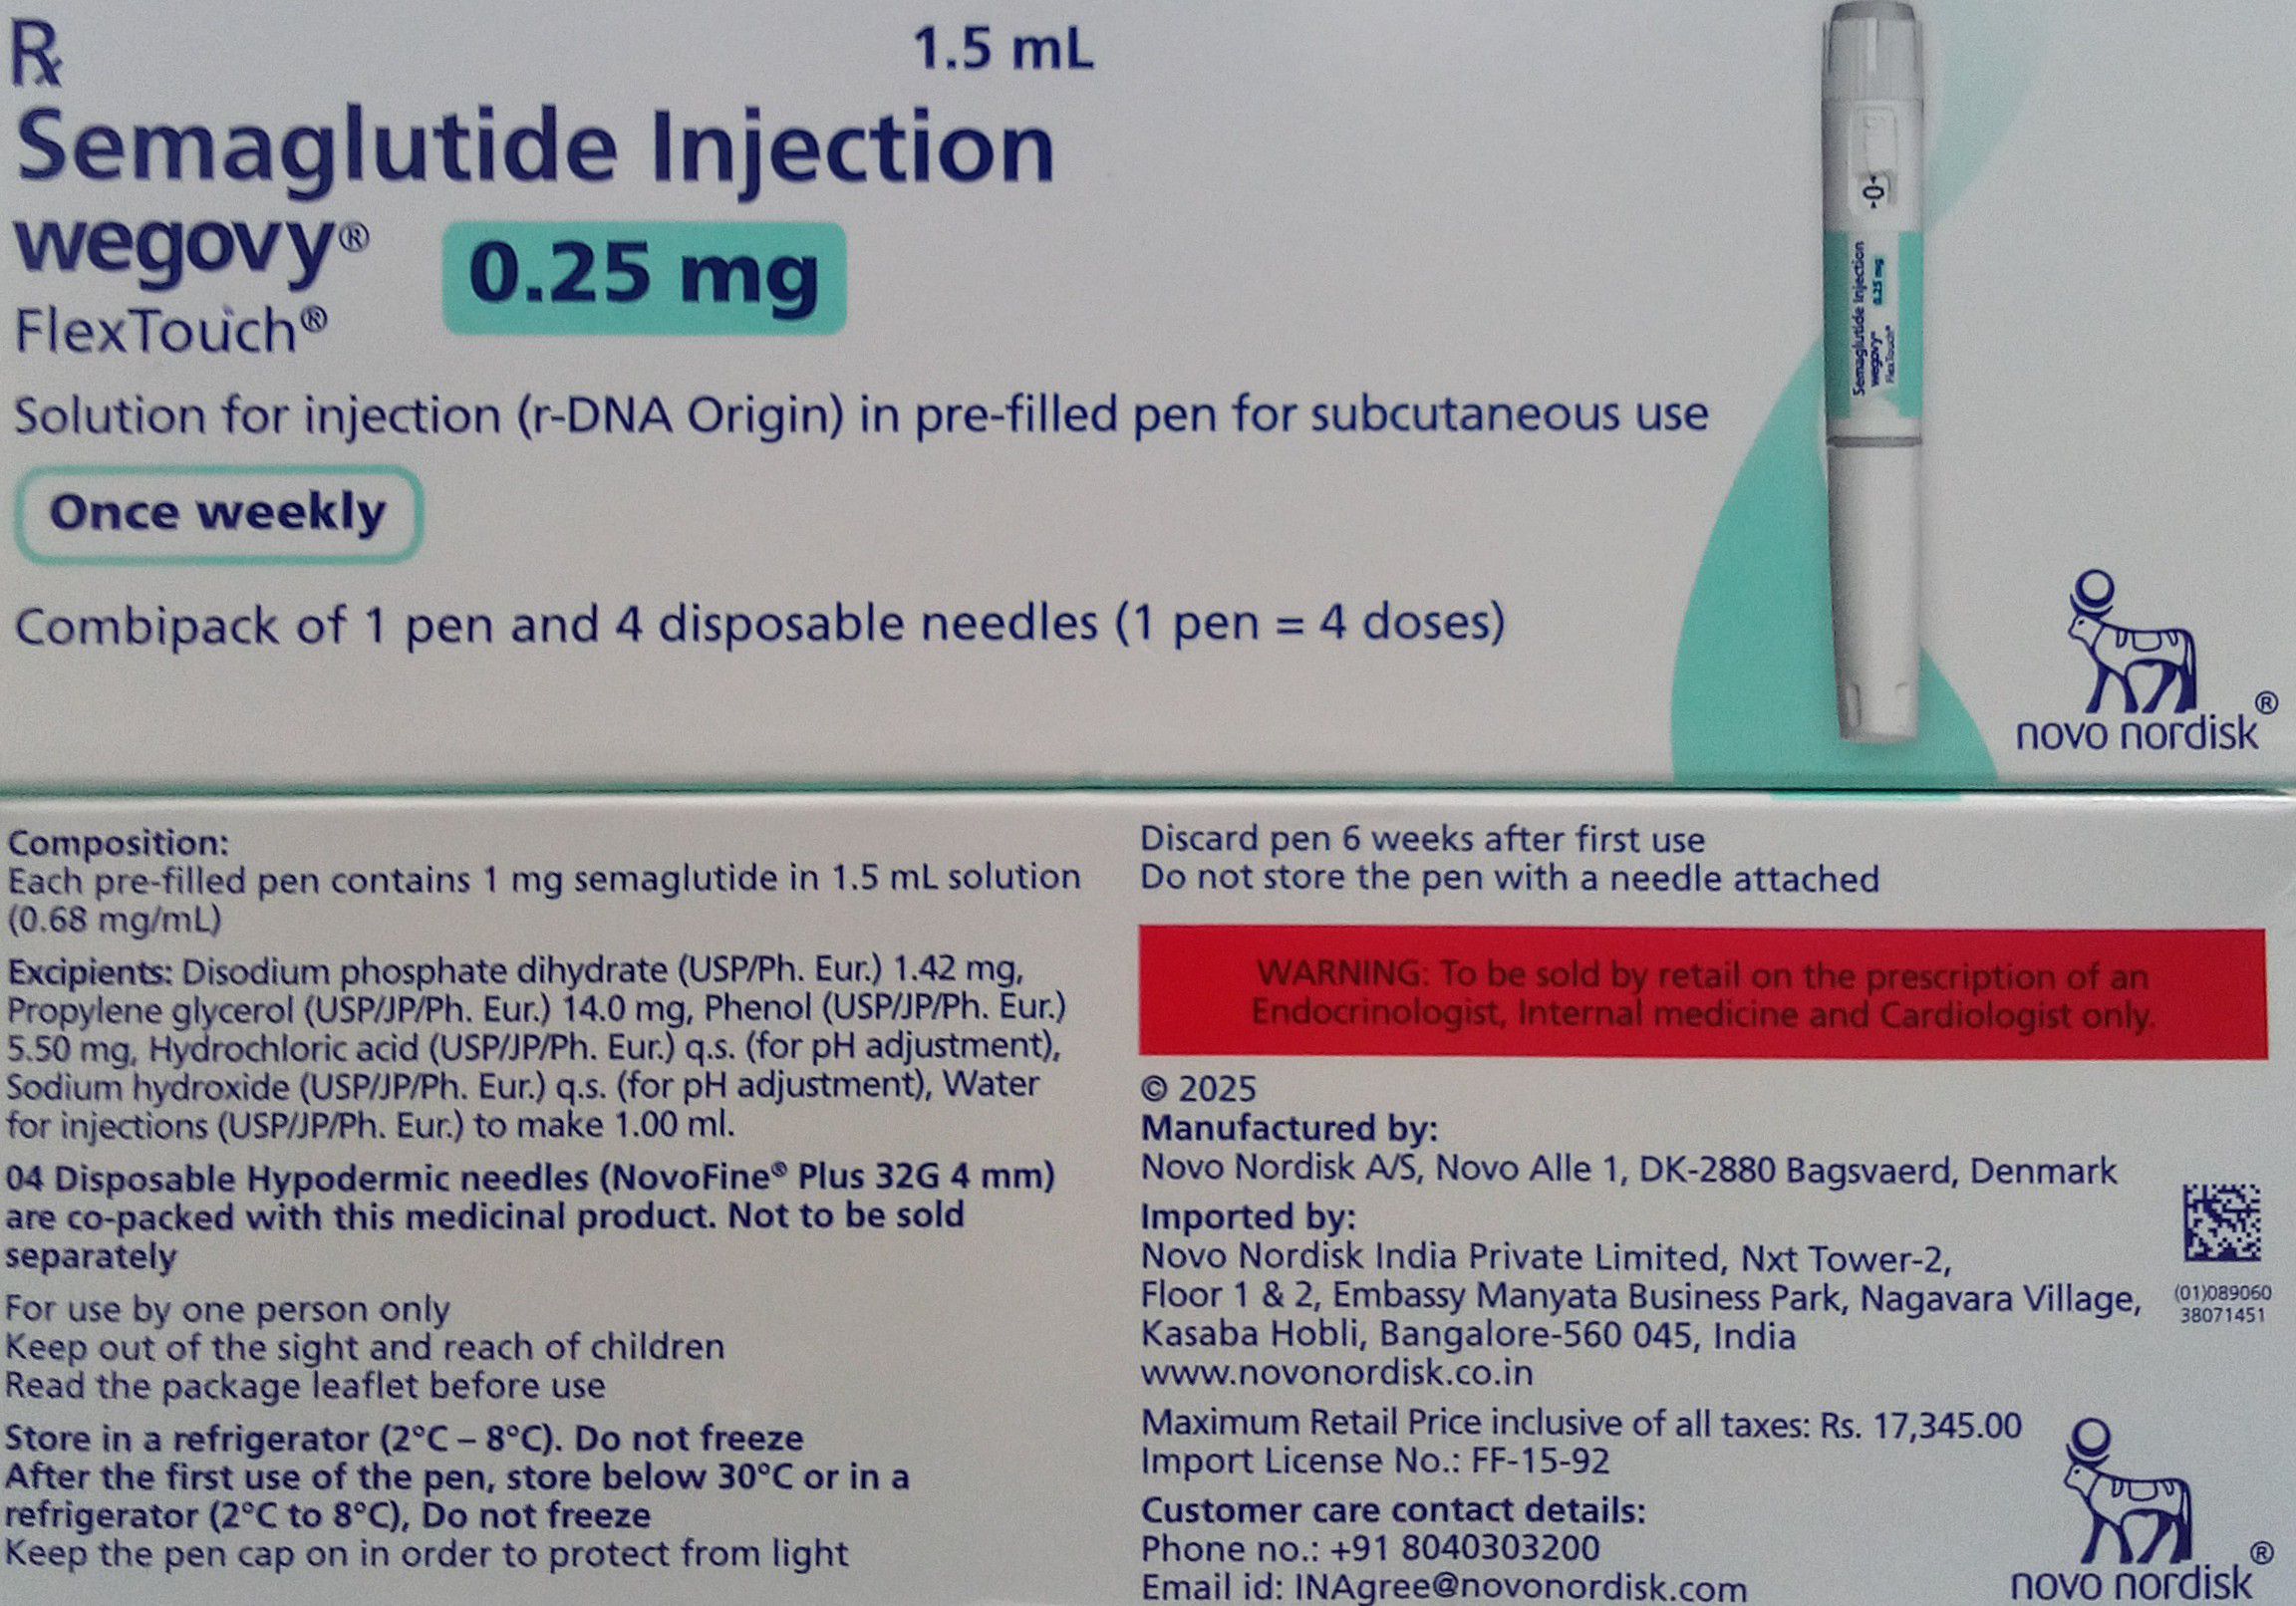 Rx
1.5 mL
Semaglutide Injection
wegovy®
0.25 mg
FlexTouch®
Solution for injection (r-DNA Origin) in pre-filled pen for subcutaneous use
Once weekly
Combipack of 1 pen and 4 disposable needles (1 pen = 4 doses)
0
Semaglutide Injection
wegovy®
0.25 mg
FlexTouch®
novo nordisk®
Composition:
Each pre-filled pen contains 1 mg semaglutide in 1.5 mL solution
(0.68 mg/mL)
Excipients: Disodium phosphate dihydrate (USP/Ph. Eur.) 1.42 mg,
Propylene glycerol (USP/JP/Ph. Eur.) 14.0 mg, Phenol (USP/JP/Ph. Eur.)
5.50 mg, Hydrochloric acid (USP/JP/Ph. Eur.) q.s. (for pH adjustment),
Sodium hydroxide (USP/JP/Ph. Eur.) q.s. (for pH adjustment), Water
for injections (USP/JP/Ph. Eur.) to make 1.00 ml.
04 Disposable Hypodermic needles (NovoFine® Plus 32G 4 mm)
are co-packed with this medicinal product. Not to be sold
separately
For use by one person only
Keep out of the sight and reach of children
Read the package leaflet before use
Store in a refrigerator (2°C – 8°C). Do not freeze
After the first use of the pen, store below 30°C or in a
refrigerator (2°C to 8°C), Do not freeze
Keep the pen cap on in order to protect from light
Discard pen 6 weeks after first use
Do not store the pen with a needle attached
WARNING: To be sold by retail on the prescription of an
Endocrinologist, Internal medicine and Cardiologist only.
© 2025
Manufactured by:
Novo Nordisk A/S, Novo Alle 1, DK-2880 Bagsvaerd, Denmark
Imported by:
Novo Nordisk India Private Limited, Nxt Tower-2,
Floor 1 & 2, Embassy Manyata Business Park, Nagavara Village,
Kasaba Hobli, Bangalore-560 045, India
www.novonordisk.co.in
(01)089060
38071451
Maximum Retail Price inclusive of all taxes: Rs. 17,345.00
Import License No.: FF-15-92
Customer care contact details:
Phone no.: +91 8040303200
Email id: INAgree@novonordisk.com
novo nordisk®